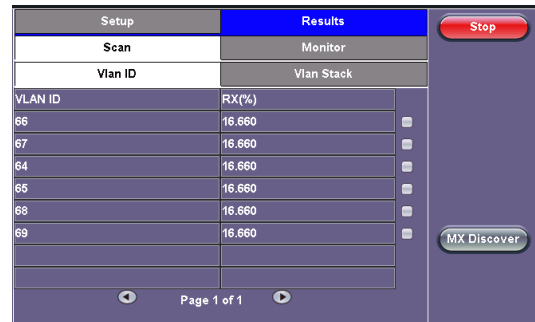 Setup Results
Stop
Scan Monitor
Vlan ID Vlan Stack
VLAN ID RX(%)
66 16.660
67 16.660
64 16.660
65 16.660
68 16.660
69 16.660
MX Discover
Page 1 of 1